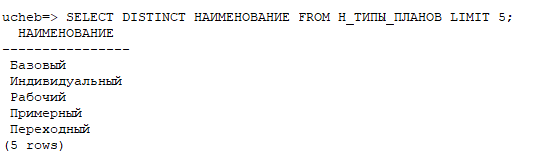 ucheb=> SELECT DISTINCT НАИМЕНОВАНИЕ FROM Н_ТИПЫ_ПЛАНОВ LIMIT 5;
НАИМЕНОВАНИЕ
----------------
Базовый
Индивидуальный
Рабочий
Примерный
Переходный
(5 rows)